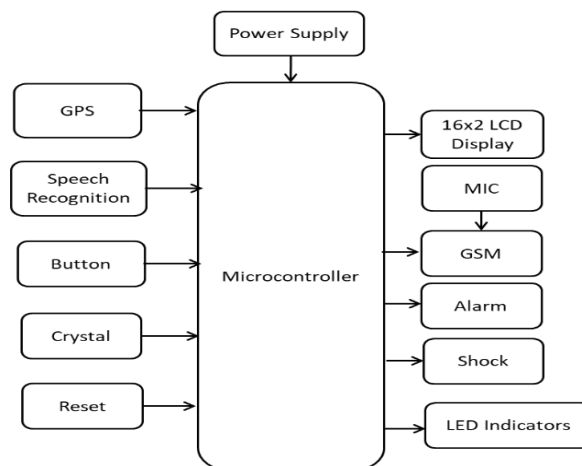 Power Supply
GPS
Speech
Recognition
Button
Crystal
Reset
Microcontroller
16x2 LCD
Display
MIC
GSM
Alarm
Shock
LED Indicators